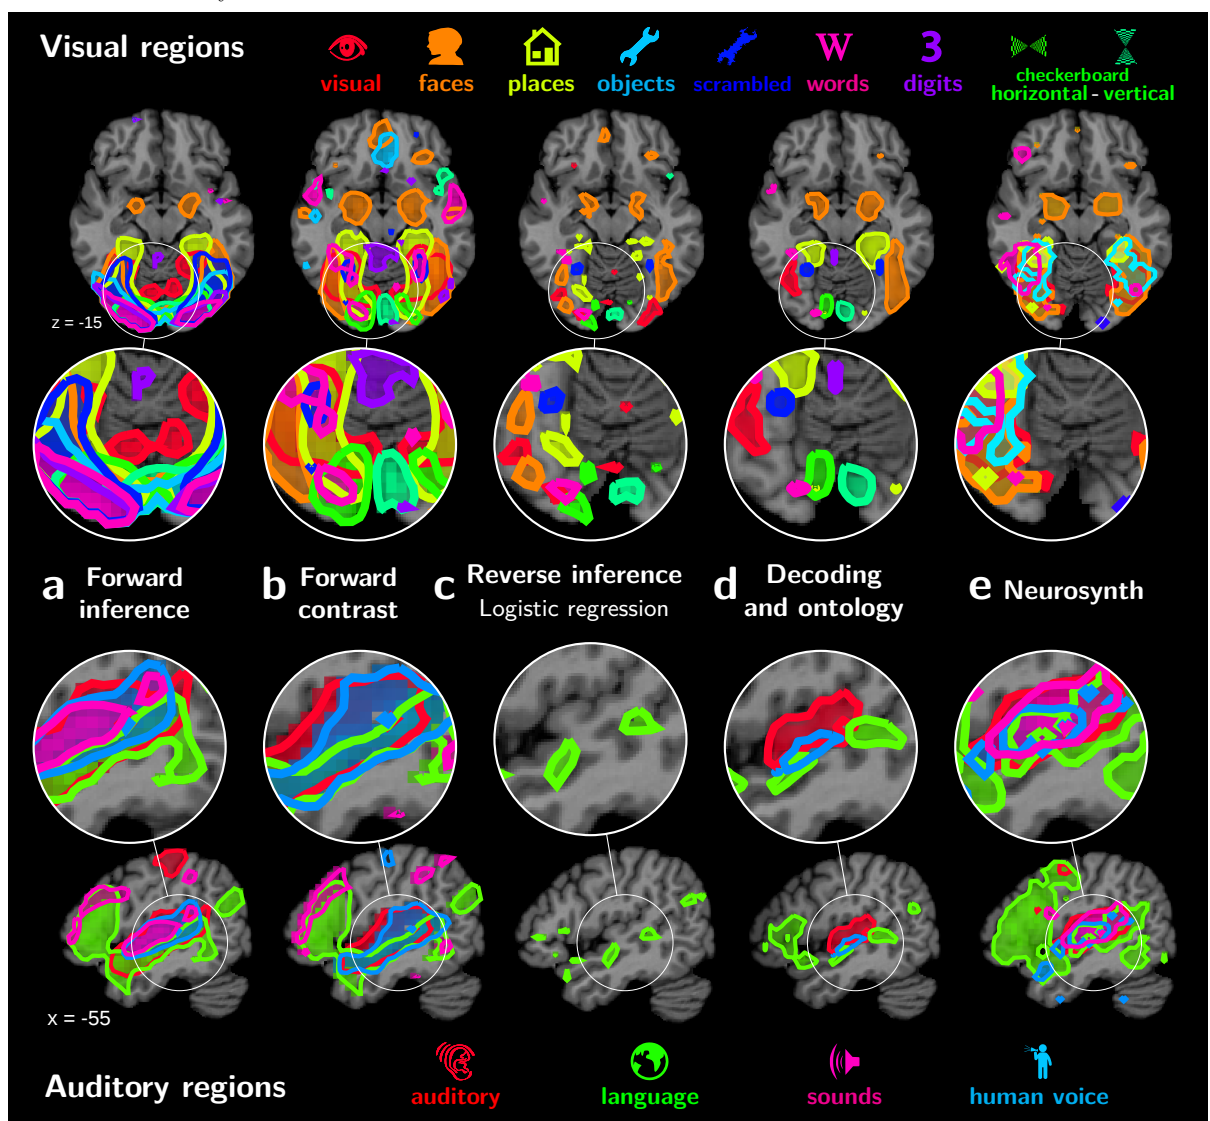 Visual regions
W
3
visual
faces
places
objects
scrambled
words
digits
checkerboard
horizontal - vertical
z = -15
a Forward
inference
b Forward
contrast
c Reverse inference
Logistic regression
d Decoding
and ontology
e Neurosynth
x = -55
Auditory regions
auditory
language
sounds
human voice